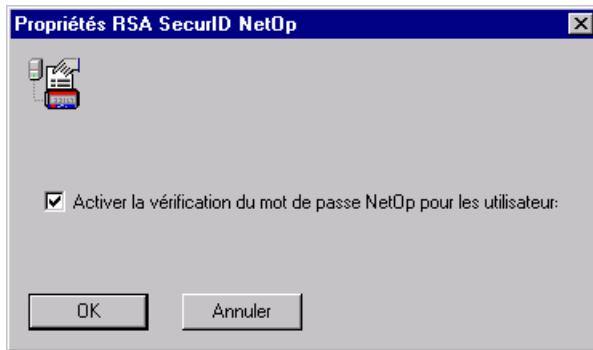 Propriétés RSA SecurID NetOp
Activer la vérification du mot de passe NetOp pour les utilisateur:
OK
Annuler